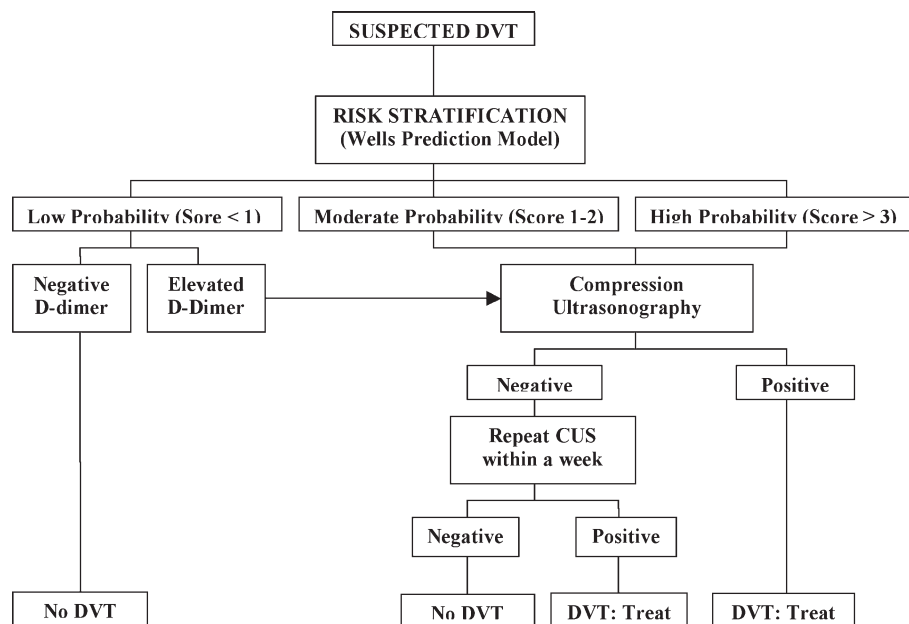 SUSPECTED DVT
RISK STRATIFICATION
(Wells Prediction Model)
Low Probability (Sore < 1)
Moderate Probability (Score 1-2)
High Probability (Score > 3)
Negative
D-dimer
Elevated
D-Dimer
Compression
Ultrasonography
Negative
Positive
Repeat CUS
within a week
Negative
Positive
No DVT
No DVT
DVT: Treat
DVT: Treat